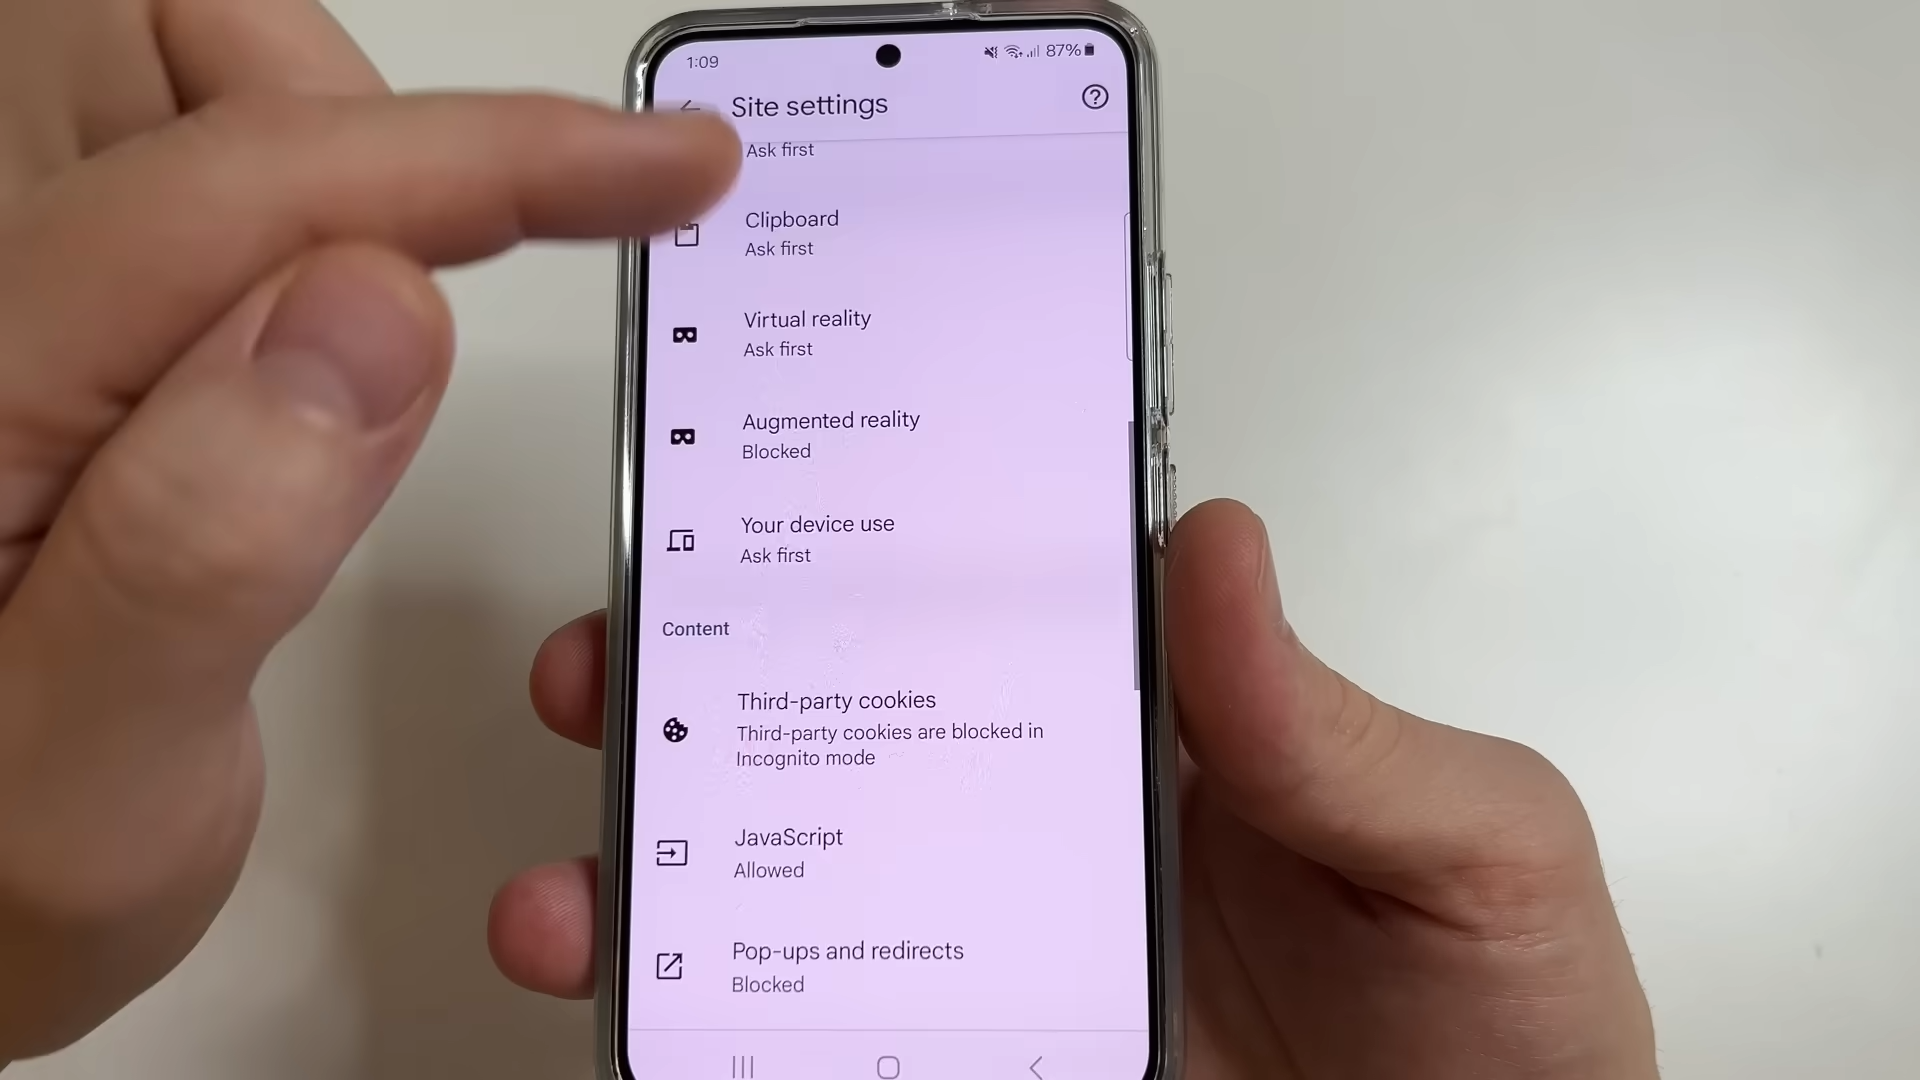 1:09
87%
Site settings
Ask first
Clipboard
Ask first
Virtual reality
Ask first
Augmented reality
Blocked
Your device use
Ask first
Content
Third-party cookies
Third-party cookies are blocked in
Incognito mode
JavaScript
Allowed
Pop-ups and redirects
Blocked